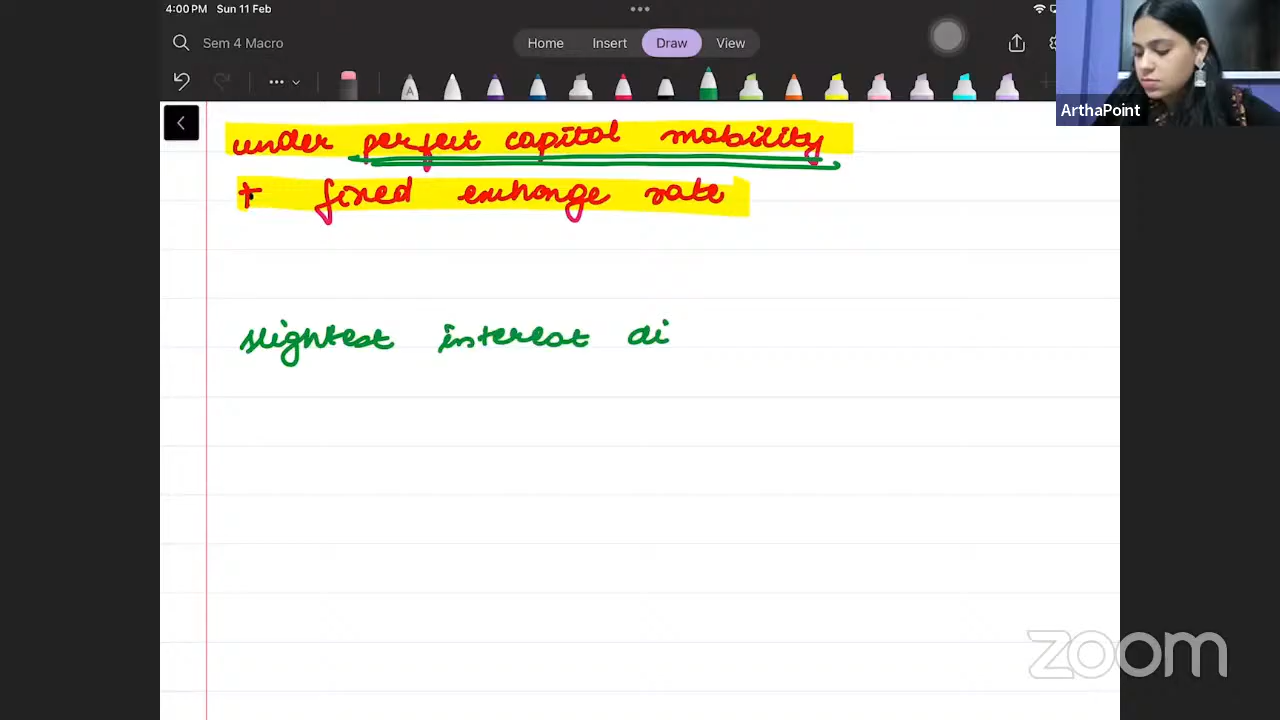 4:00 PM Sun 11 Feb
Sem 4 Macro
Home Insert Draw View
A
ArthaPoint
under perfect capital mobility
+ fixed exchange rate
slightest interest di
zoom